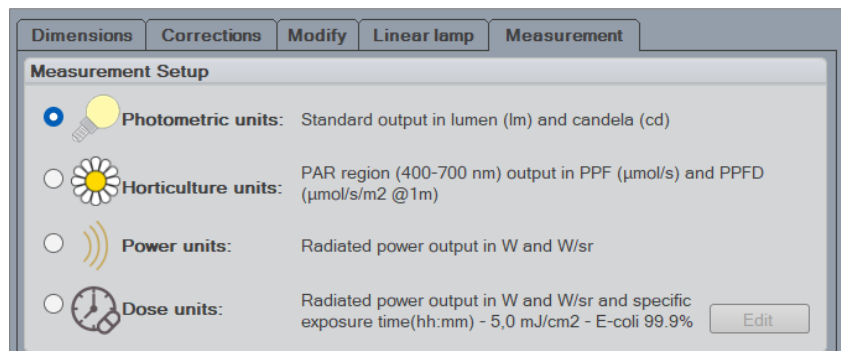 Dimensions Corrections Modify Linear lamp Measurement
Measurement Setup
Photometric units: Standard output in lumen (lm) and candela (cd)
Horticulture units: PAR region (400-700 nm) output in PPF (µmol/s) and PPFD
(µmol/s/m2 @1m)
Power units: Radiated power output in W and W/sr
Dose units: Radiated power output in W and W/sr and specific
exposure time(hh:mm) - 5,0 mJ/cm2 - E-coli 99.9% Edit